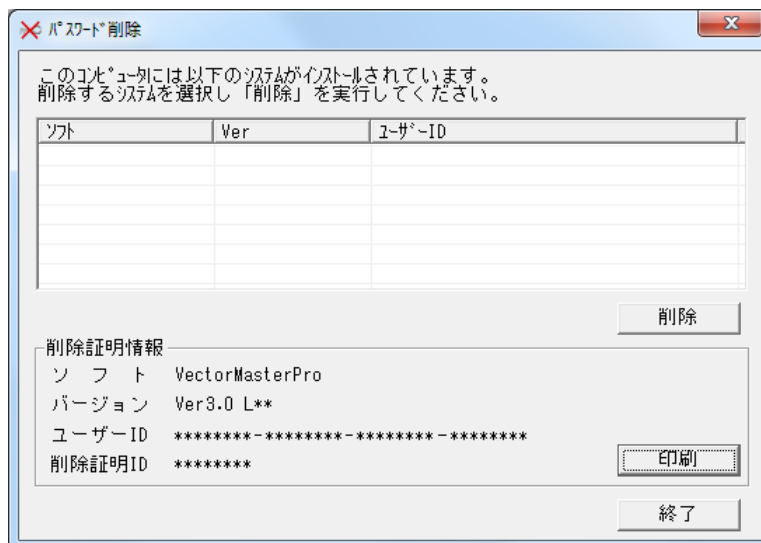 ﾊﾟｽﾜｰﾄﾞ削除
このｺﾝﾋﾟｭｰﾀには以下のｼｽﾃﾑがｲﾝｽﾄｰﾙされています。
削除するｼｽﾃﾑを選択し「削除」を実行してください。
ｿﾌﾄ Ver ﾕｰｻﾞｰID
削除
削除証明情報
ソ フ ト VectorMasterPro
バージョン Ver3.0 L**
ユーザーID ********-********-********-********
削除証明ID ********
印刷
終了